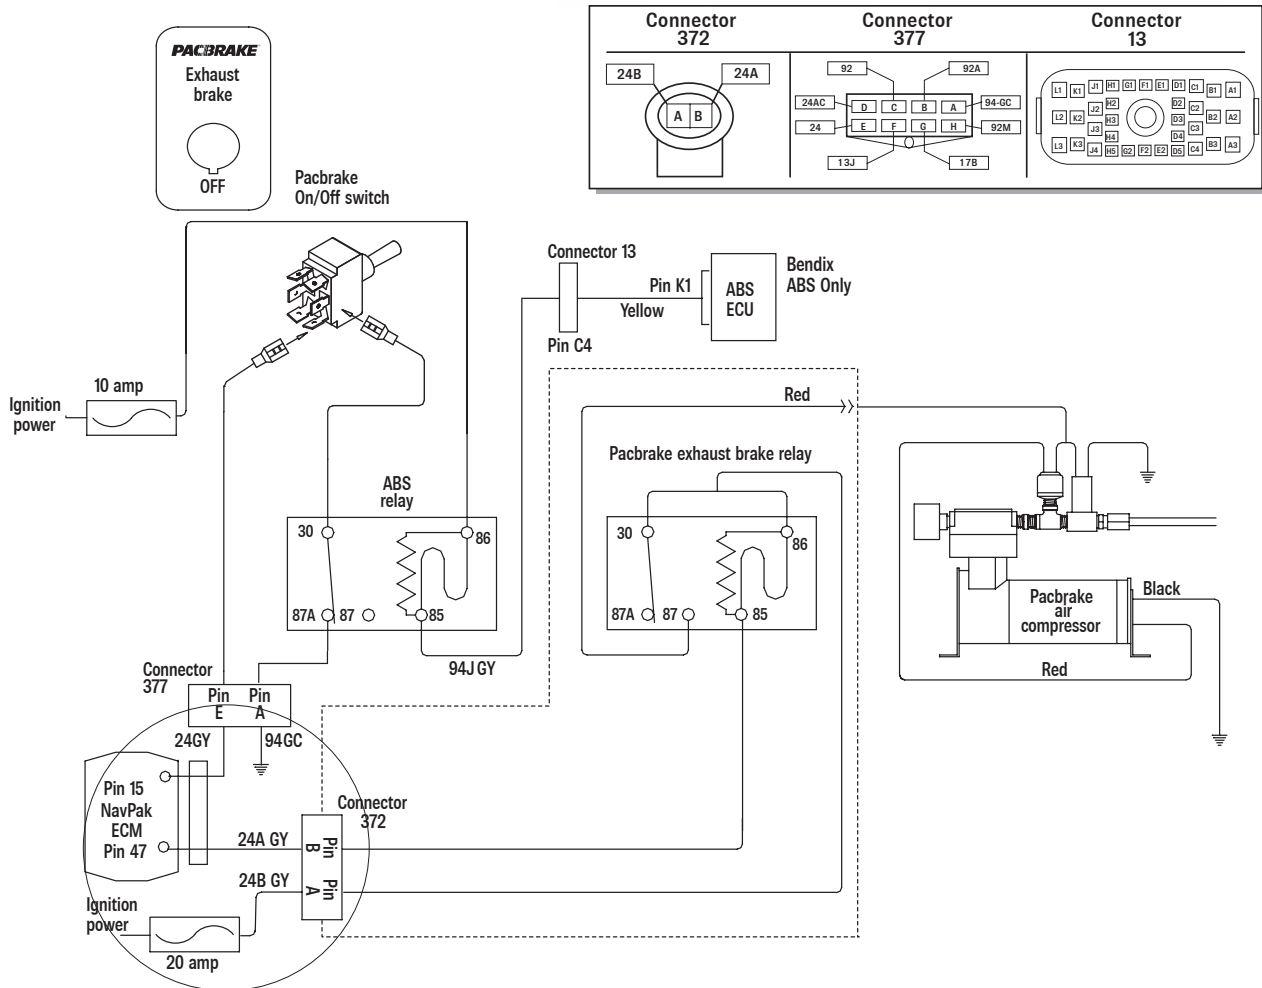 PACBRAKE
Exhaust
brake
OFF
Connector
372
24B
24A
A B
Connector
377
92
92A
24AC
D
C
B
A
94-GC
24
E
F
G
H
92M
13J
17B
Connector
13
L1 K1 J1 H1 G1 F1 E1 D1 C1 B1 A1
H2 D2
L2 K2 J2 H3 D3 C2 B2 A2
J3 H4 D4 C3
L3 K3 J4 H5 G2 F2 E2 D5 C4 B3 A3
Pacbrake
On/Off switch
10 amp
Ignition
power
Connector 13
Pin K1
Yellow
Pin C4
ABS
ECU
Bendix
ABS Only
Red
ABS
relay
30
86
87A
87
85
94J GY
Pacbrake exhaust brake relay
30
86
87A
87
85
Pacbrake
air
compressor
Black
Red
Connector
377
Pin
E
Pin
A
24GY
94GC
Pin 15
NavPak
ECM
Pin 47
Connector
372
24A GY
Pin
B
24B GY
Pin
A
Ignition
power
20 amp